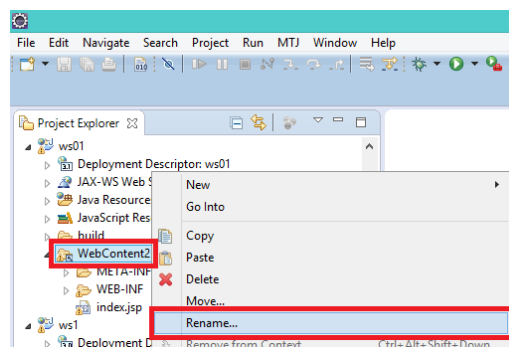 File Edit Navigate Search Project Run MTJ Window Help
010
Project Explorer
ws01
Deployment Descriptor: ws01
JAX-WS Web S
New
Java Resource
Go Into
JavaScript Res
build
Copy
WebContent2
Paste
META-INF
Delete
WEB-INF
Move...
index.jsp
Rename...
ws1
Deployment D
Remove from Context Ctrl+Alt+Shift+Down